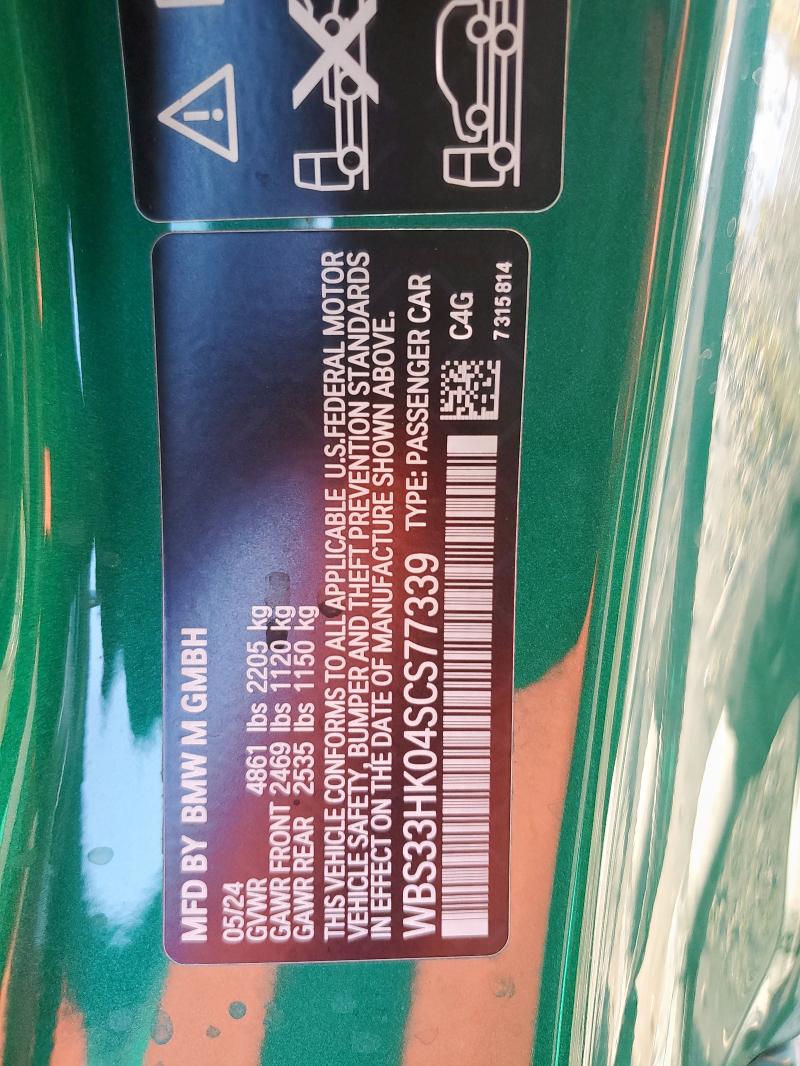 MFD BY BMW M GMBH
05/24
GVWR 4861 lbs 2205 kg
GAWR FRONT 2469 lbs 1120 kg
GAWR REAR 2535 lbs 1150 kg
THIS VEHICLE CONFORMS TO ALL APPLICABLE U.S.FEDERAL MOTOR
VEHICLE SAFETY, BUMPER AND THEFT PREVENTION STANDARDS
IN EFFECT ON THE DATE OF MANUFACTURE SHOWN ABOVE.
WBS33HK04SCS77339 TYPE: PASSENGER CAR
C4G
7 315 814